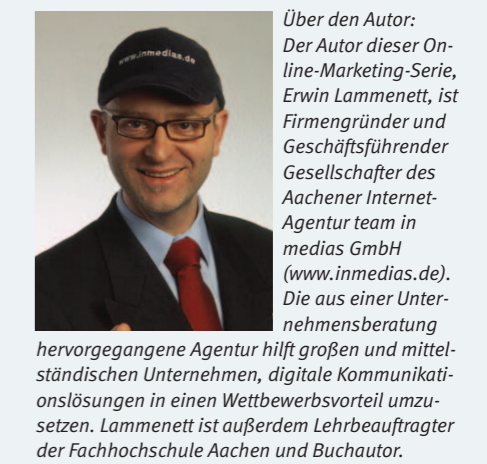 Über den Autor:
Der Autor dieser On-
line-Marketing-Serie,
Erwin Lammenett, ist
Firmengründer und
Geschäftsführender
Gesellschafter des
Aachener Internet-
Agentur team in
medias GmbH
(www.inmedias.de).
Die aus einer Unter-
nehmensberatung
hervorgegangene Agentur hilft großen und mittel-
ständischen Unternehmen, digitale Kommunikati-
onslösungen in einen Wettbewerbsvorteil umzu-
setzen. Lammenett ist außerdem Lehrbeauftragter
der Fachhochschule Aachen und Buchautor.
www.inmedias.de